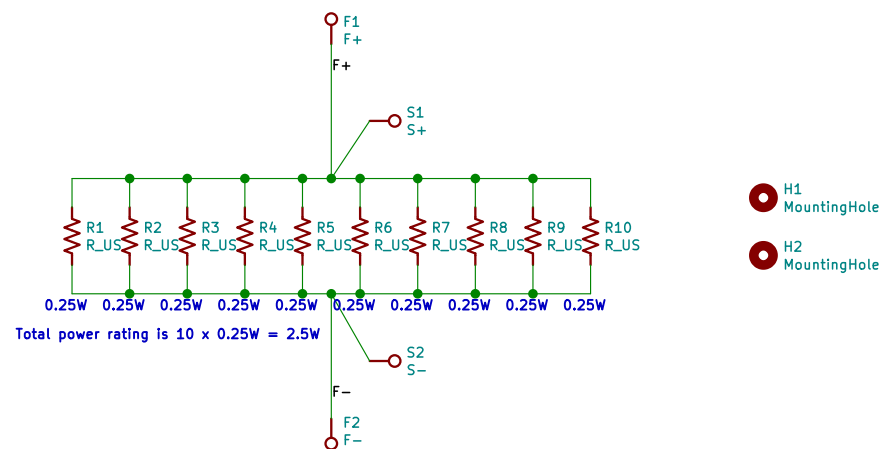 F1
F+
F+
S1
S+
R1 R2 R3 R4 R5 R6 R7 R8 R9 R10
R_US R_US R_US R_US R_US R_US R_US R_US R_US R_US
H1
MountingHole
H2
MountingHole
0.25W 0.25W 0.25W 0.25W 0.25W 0.25W 0.25W 0.25W 0.25W 0.25W
Total power rating is 10 x 0.25W = 2.5W
S2
S-
F-
F2
F-